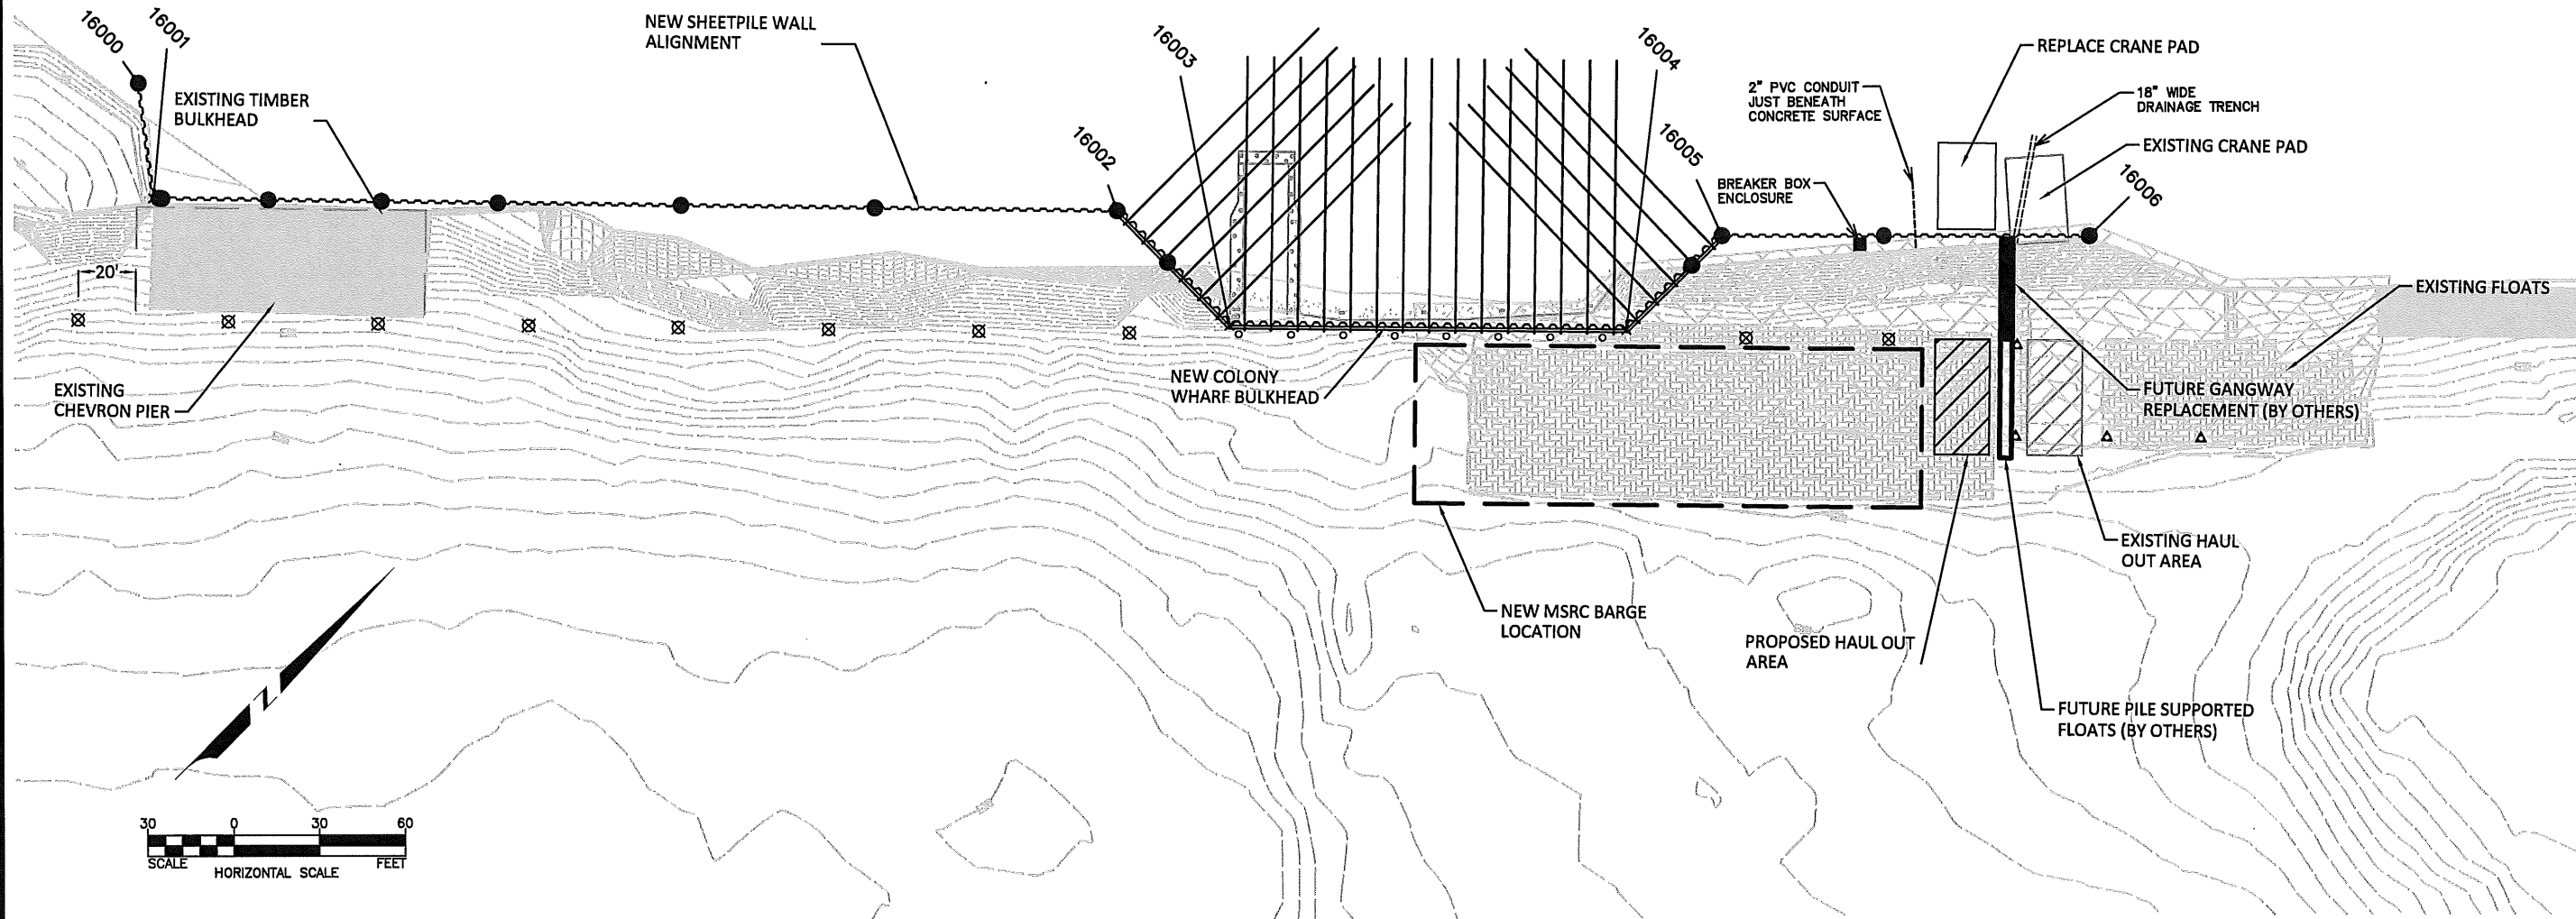 16000
16001
NEW SHEETPILE WALL
ALIGNMENT
16003
16004
REPLACE CRANE PAD
EXISTING TIMBER
BULKHEAD
2" PVC CONDUIT
JUST BENEATH
CONCRETE SURFACE
18" WIDE
DRAINAGE TRENCH
16002
16005
EXISTING CRANE PAD
BREAKER BOX
ENCLOSURE
16006
20'
EXISTING FLOATS
EXISTING
CHEVRON PIER
NEW COLONY
WHARF BULKHEAD
FUTURE GANGWAY
REPLACEMENT (BY OTHERS)
EXISTING HAUL
OUT AREA
NEW MSRC BARGE
LOCATION
PROPOSED HAUL OUT
AREA
FUTURE PILE SUPPORTED
FLOATS (BY OTHERS)
Z
30 0 30 60
SCALE FEET
HORIZONTAL SCALE